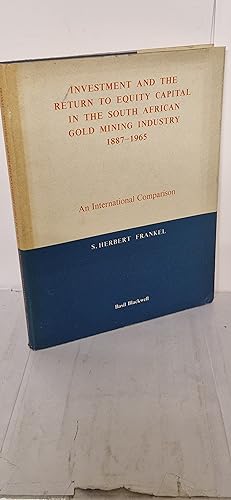 INVESTMENT AND THE
RETURN TO EQUITY CAPITAL
IN THE SOUTH AFRICAN
GOLD MINING INDUSTRY
1887–1965
An International Comparison
S. HERBERT FRANKEL
Basil Blackwell